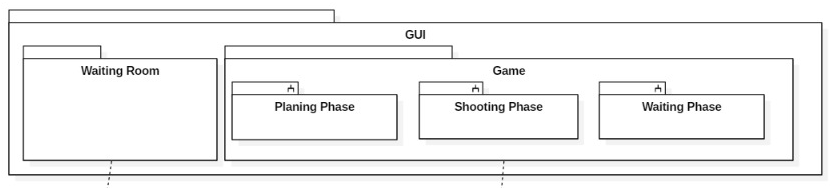 GUI
Waiting Room
Game
Planing Phase
Shooting Phase
Waiting Phase